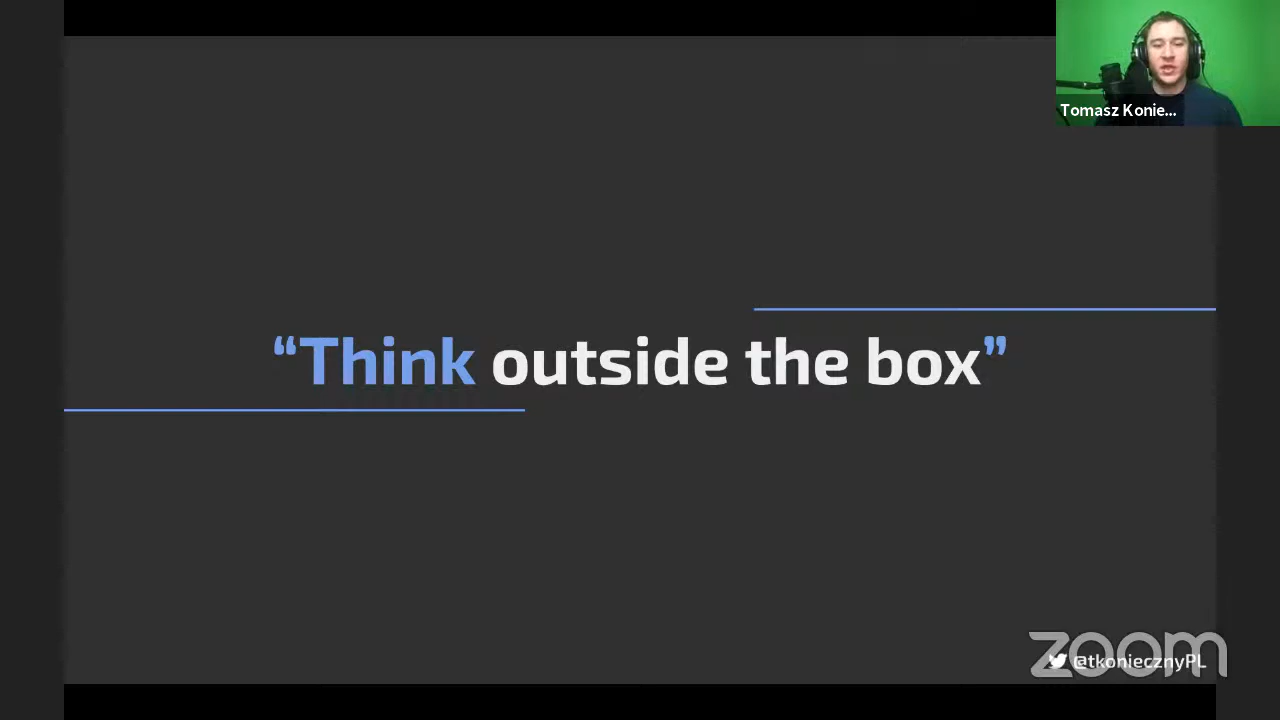 Tomasz Konie...
“Think outside the box”
@tkoniecznyPL
zoom